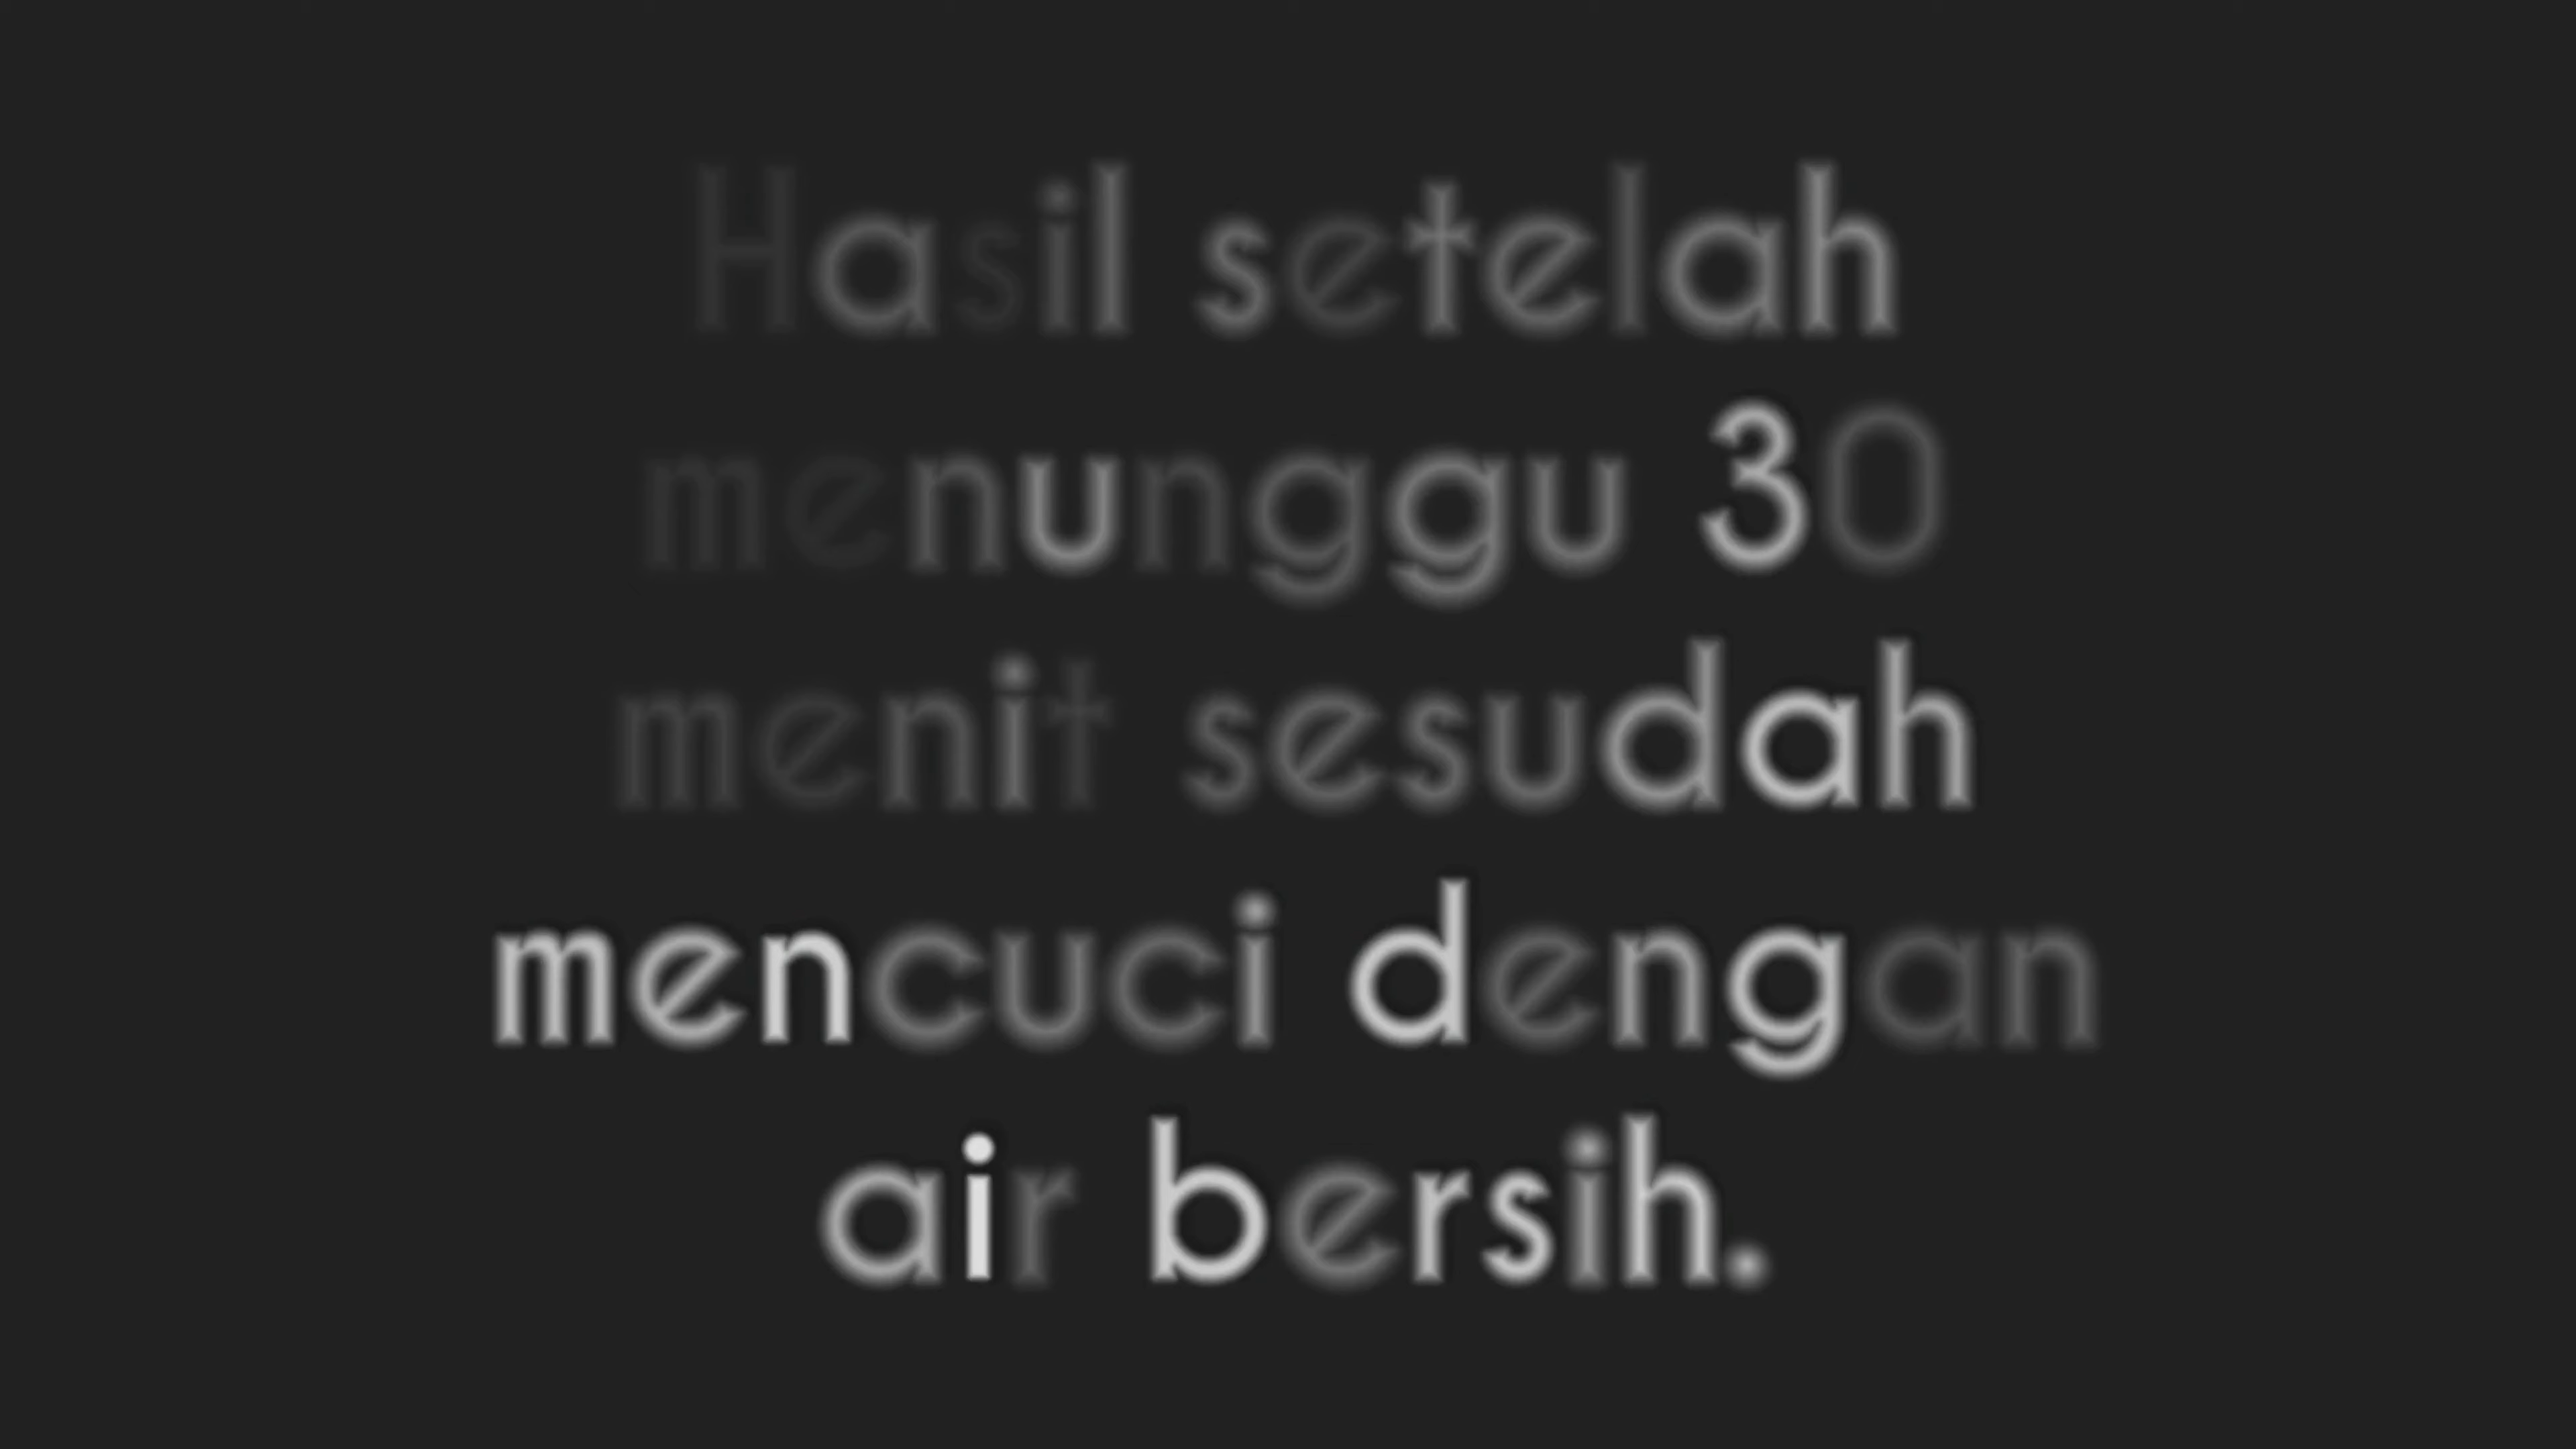 Hasil setelah
menunggu 30
menit sesudah
mencuci dengan
air bersih.